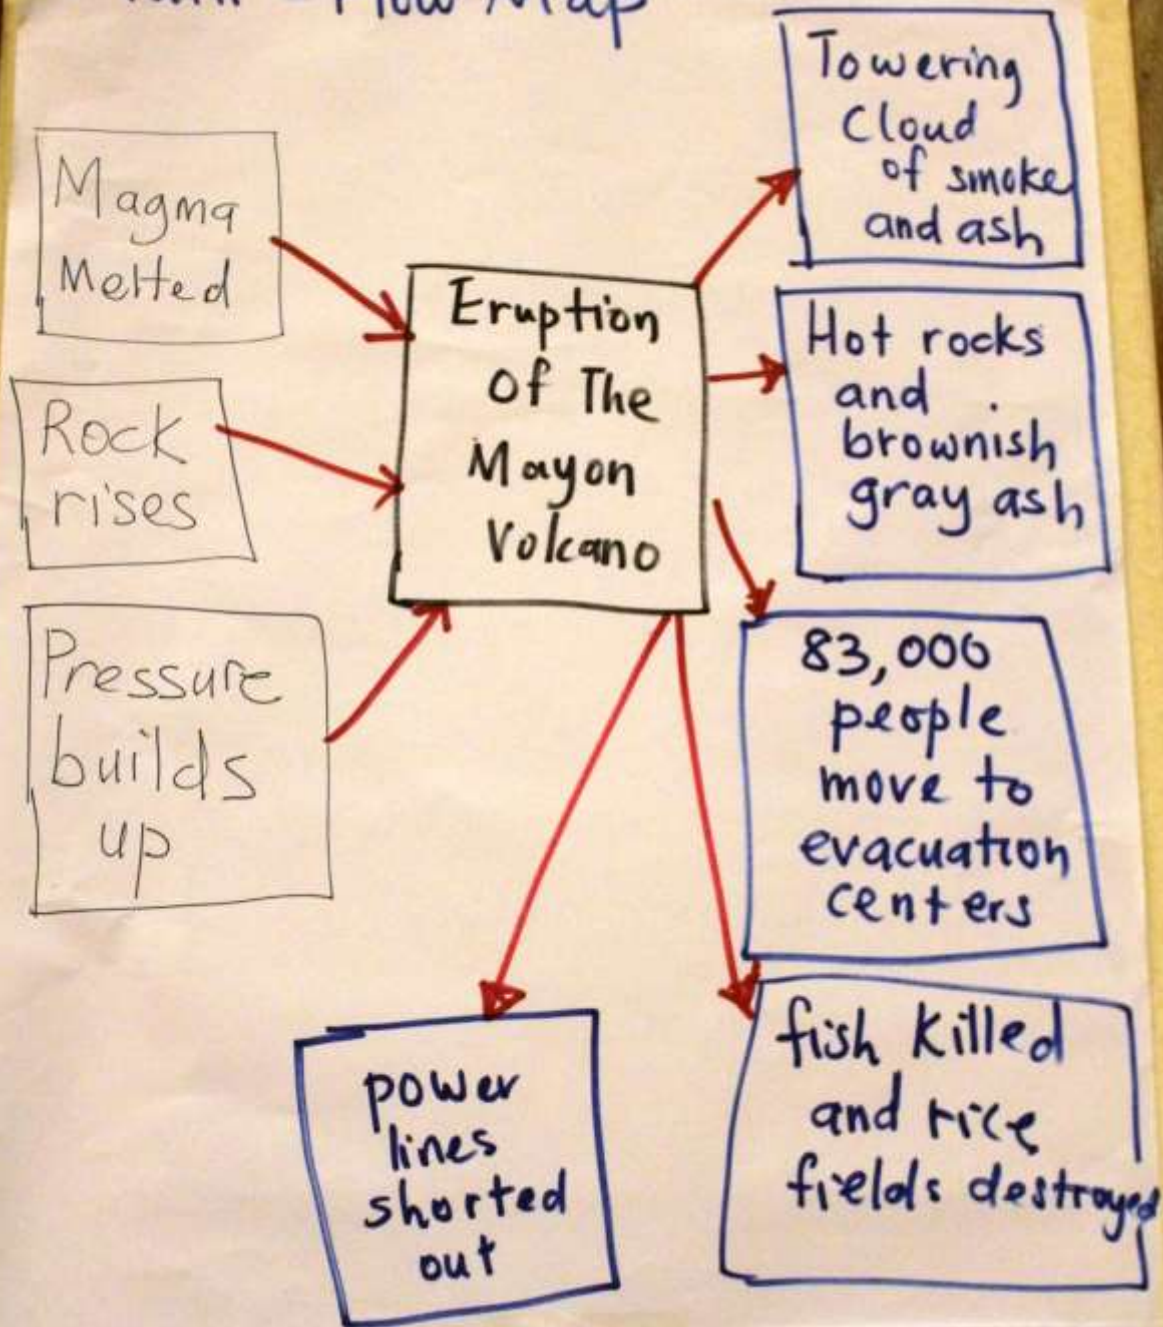 Flow Map
Magma
Melted
Rock
rises
Pressure
builds
up
Eruption
Of The
Mayon
Volcano
Towering
Cloud
of smoke
and ash
Hot rocks
and
brownish
gray ash
83,000
people
move to
evacuation
centers
fish killed
and rice
fields destroyed
power
lines
shorted
out